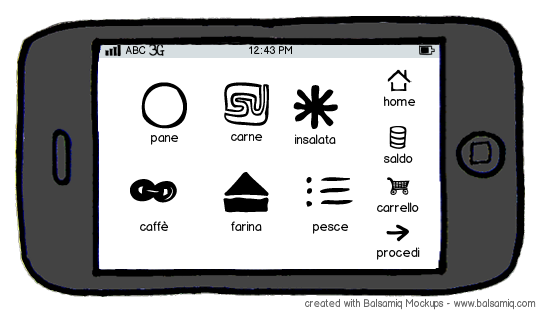 ABC 3G 12:43 PM
home
pane carne insalata
saldo
carrello
caffè farina pesce
procedi
created with Balsamiq Mockups - www.balsamiq.com